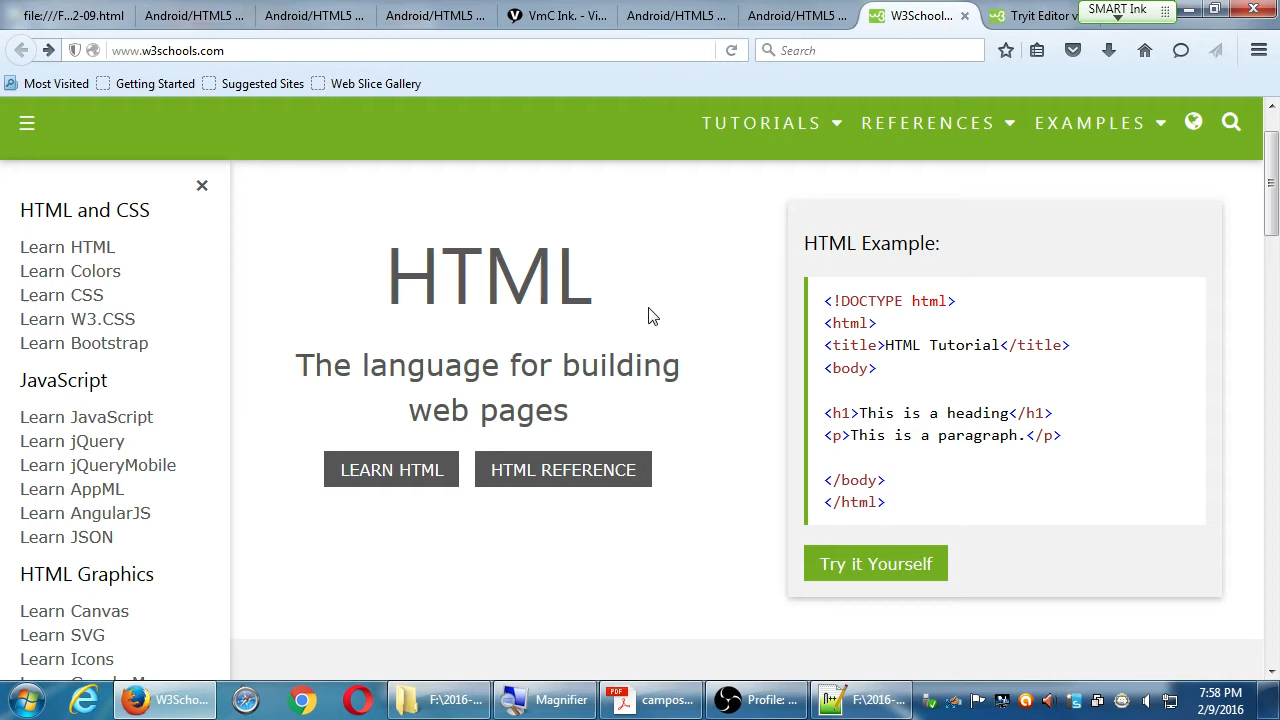 file:///F...2-09.html
Android/HTML5 ...
Android/HTML5 ...
Android/HTML5 ...
VmC Ink. - Vi...
Android/HTML5 ...
Android/HTML5 ...
W3School...
Tryit Editor v
SMART Ink
www.w3schools.com
Search
Most Visited
Getting Started
Suggested Sites
Web Slice Gallery
TUTORIALS
REFERENCES
EXAMPLES
HTML and CSS
Learn HTML
Learn Colors
Learn CSS
Learn W3.CSS
Learn Bootstrap
JavaScript
Learn JavaScript
Learn jQuery
Learn jQueryMobile
Learn AppML
Learn AngularJS
Learn JSON
HTML Graphics
Learn Canvas
Learn SVG
Learn Icons
HTML
The language for building
web pages
LEARN HTML
HTML REFERENCE
HTML Example:
<!DOCTYPE html>
<html>
<title>HTML Tutorial</title>
<body>
<h1>This is a heading</h1>
<p>This is a paragraph.</p>
</body>
</html>
Try it Yourself
W3Scho...
F:\2016-...
Magnifier
PDF
campos...
Profile: ...
F:\2016-...
7:58 PM
2/9/2016